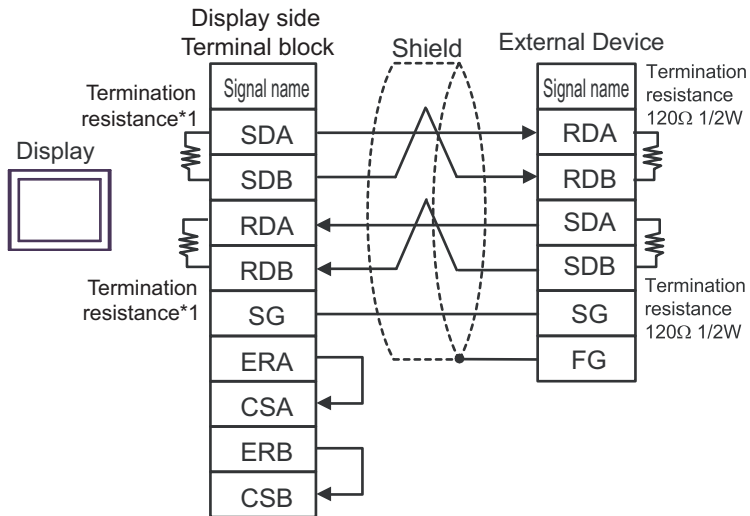 Display side
Terminal block
Shield
External Device
Termination
resistance*1
Display
Termination
resistance*1
Signal name
SDA
SDB
RDA
RDB
SG
ERA
CSA
ERB
CSB
Signal name
RDA
RDB
SDA
SDB
SG
FG
Termination
resistance
120Ω 1/2W
Termination
resistance
120Ω 1/2W